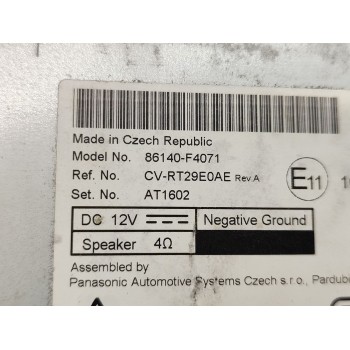 Made in Czech Republic
Model No. 86140-F4071
Ref. No. CV-RT29E0AE Rev.A
Set. No. AT1602
E11
DC 12V Negative Ground
Speaker 4Ω
Assembled by
Panasonic Automotive Systems Czech s.r.o., Pardub